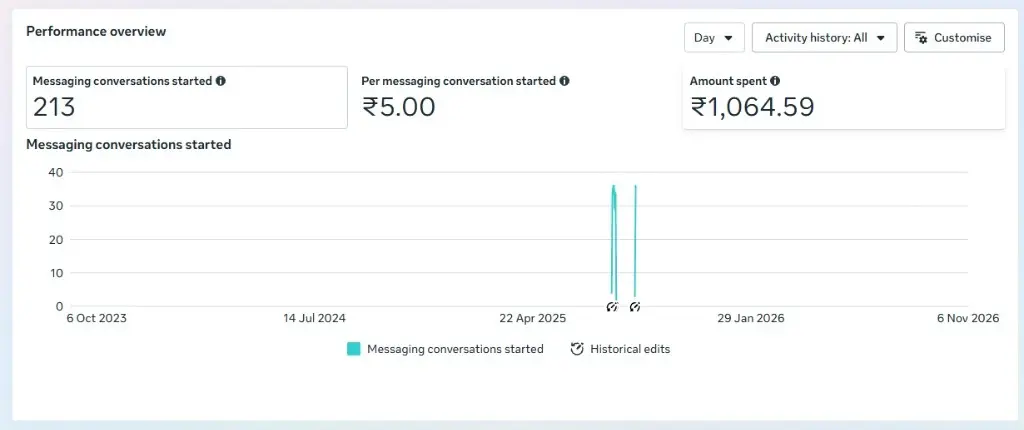 Performance overview
Day
Activity history: All
Customise
Messaging conversations started
213
Per messaging conversation started
₹5.00
Amount spent
₹1,064.59
Messaging conversations started
40
30
20
10
0
6 Oct 2023 14 Jul 2024 22 Apr 2025 29 Jan 2026 6 Nov 2026
Messaging conversations started Historical edits